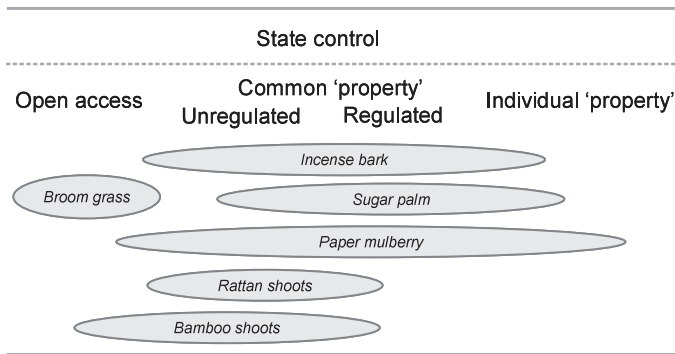 State control
Common ‘property’
Open access
Individual ‘property’
Unregulated
Regulated
Incense bark
Broom grass
Sugar palm
Paper mulberry
Rattan shoots
Bamboo shoots